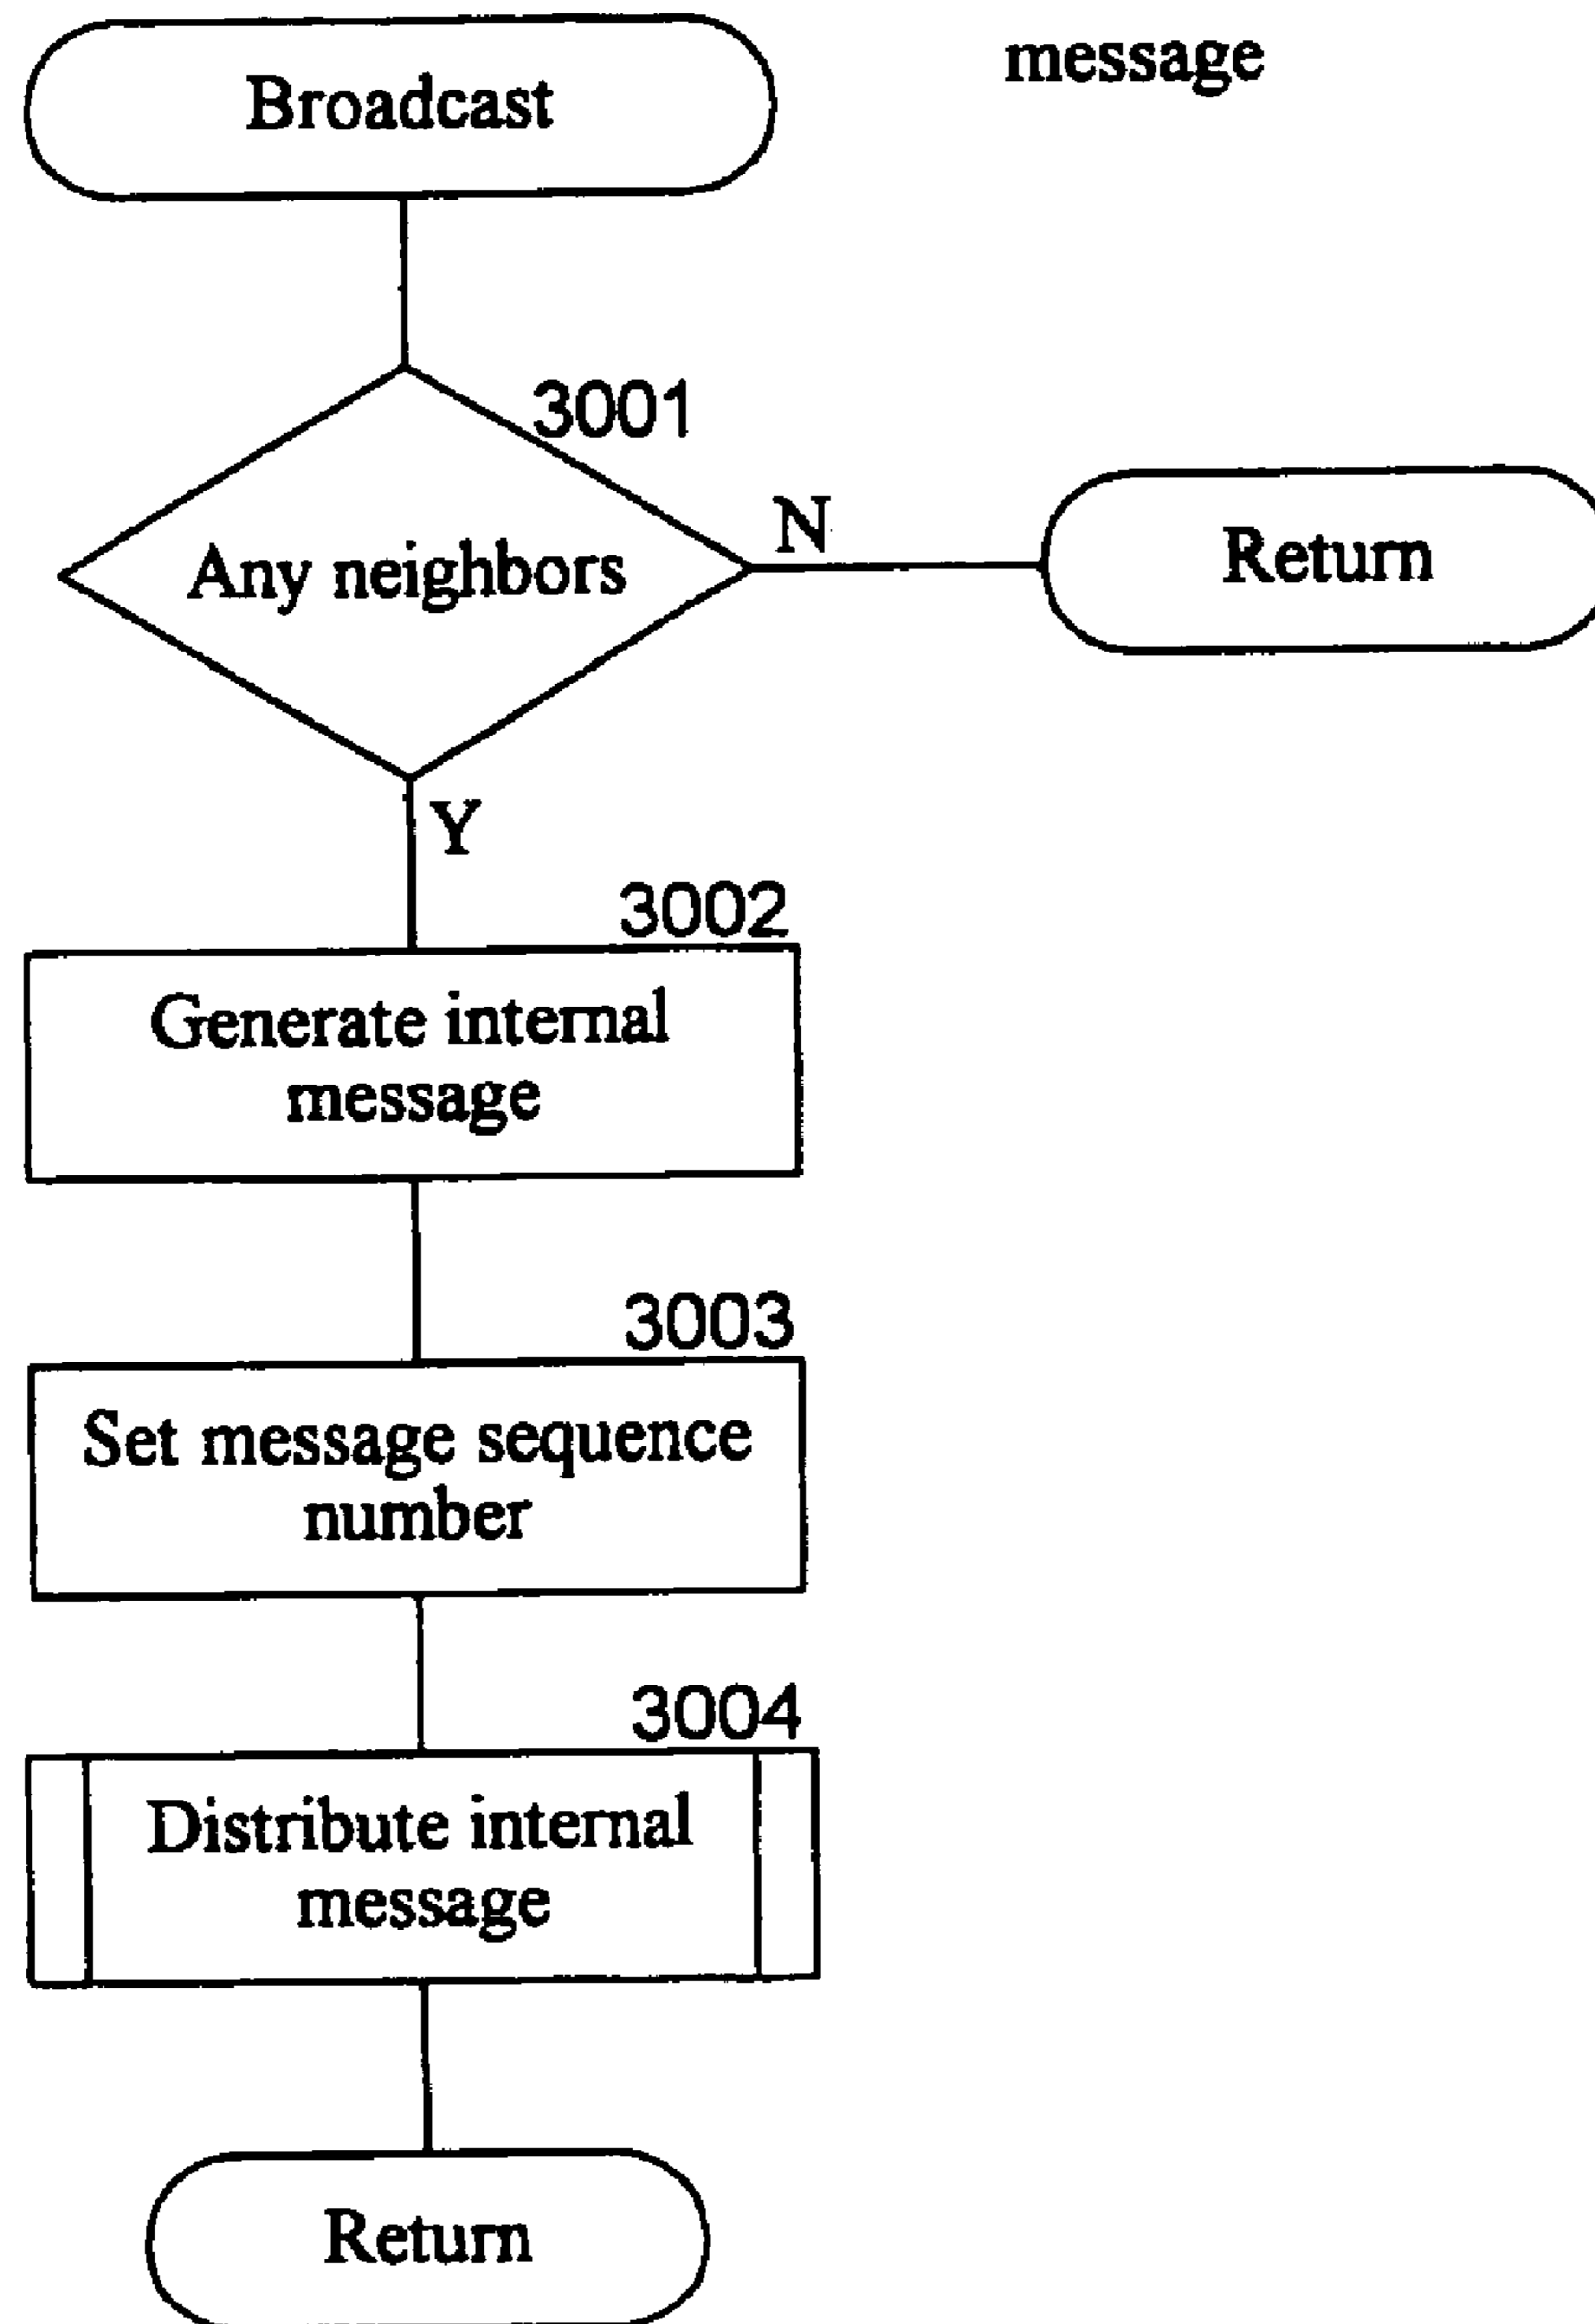 Broadcast
message
3001
Any neighbors
N
Return
Y
3002
Generate internal
message
3003
Set message sequence
number
3004
Distribute internal
message
Return